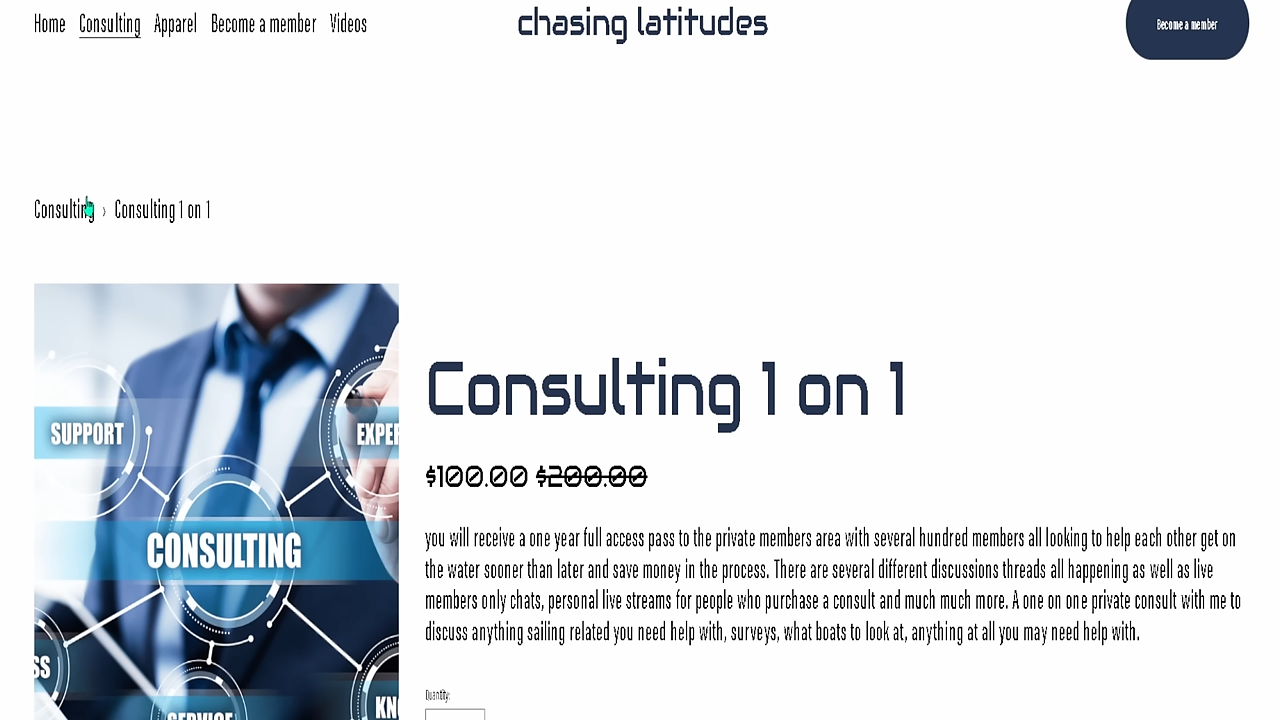 Home Consulting Apparel Become a member Videos
chasing latitudes
Become a member
Consulting › Consulting 1 on 1
SUPPORT
CONSULTING
SERVICE
Consulting 1 on 1
$100.00 $200.00
you will receive a one year full access pass to the private members area with several hundred members all looking to help each other get on
the water sooner than later and save money in the process. There are several different discussions threads all happening as well as live
members only chats, personal live streams for people who purchase a consult and much much more. A one on one private consult with me to
discuss anything sailing related you need help with, surveys, what boats to look at, anything at all you may need help with.
Quantity: